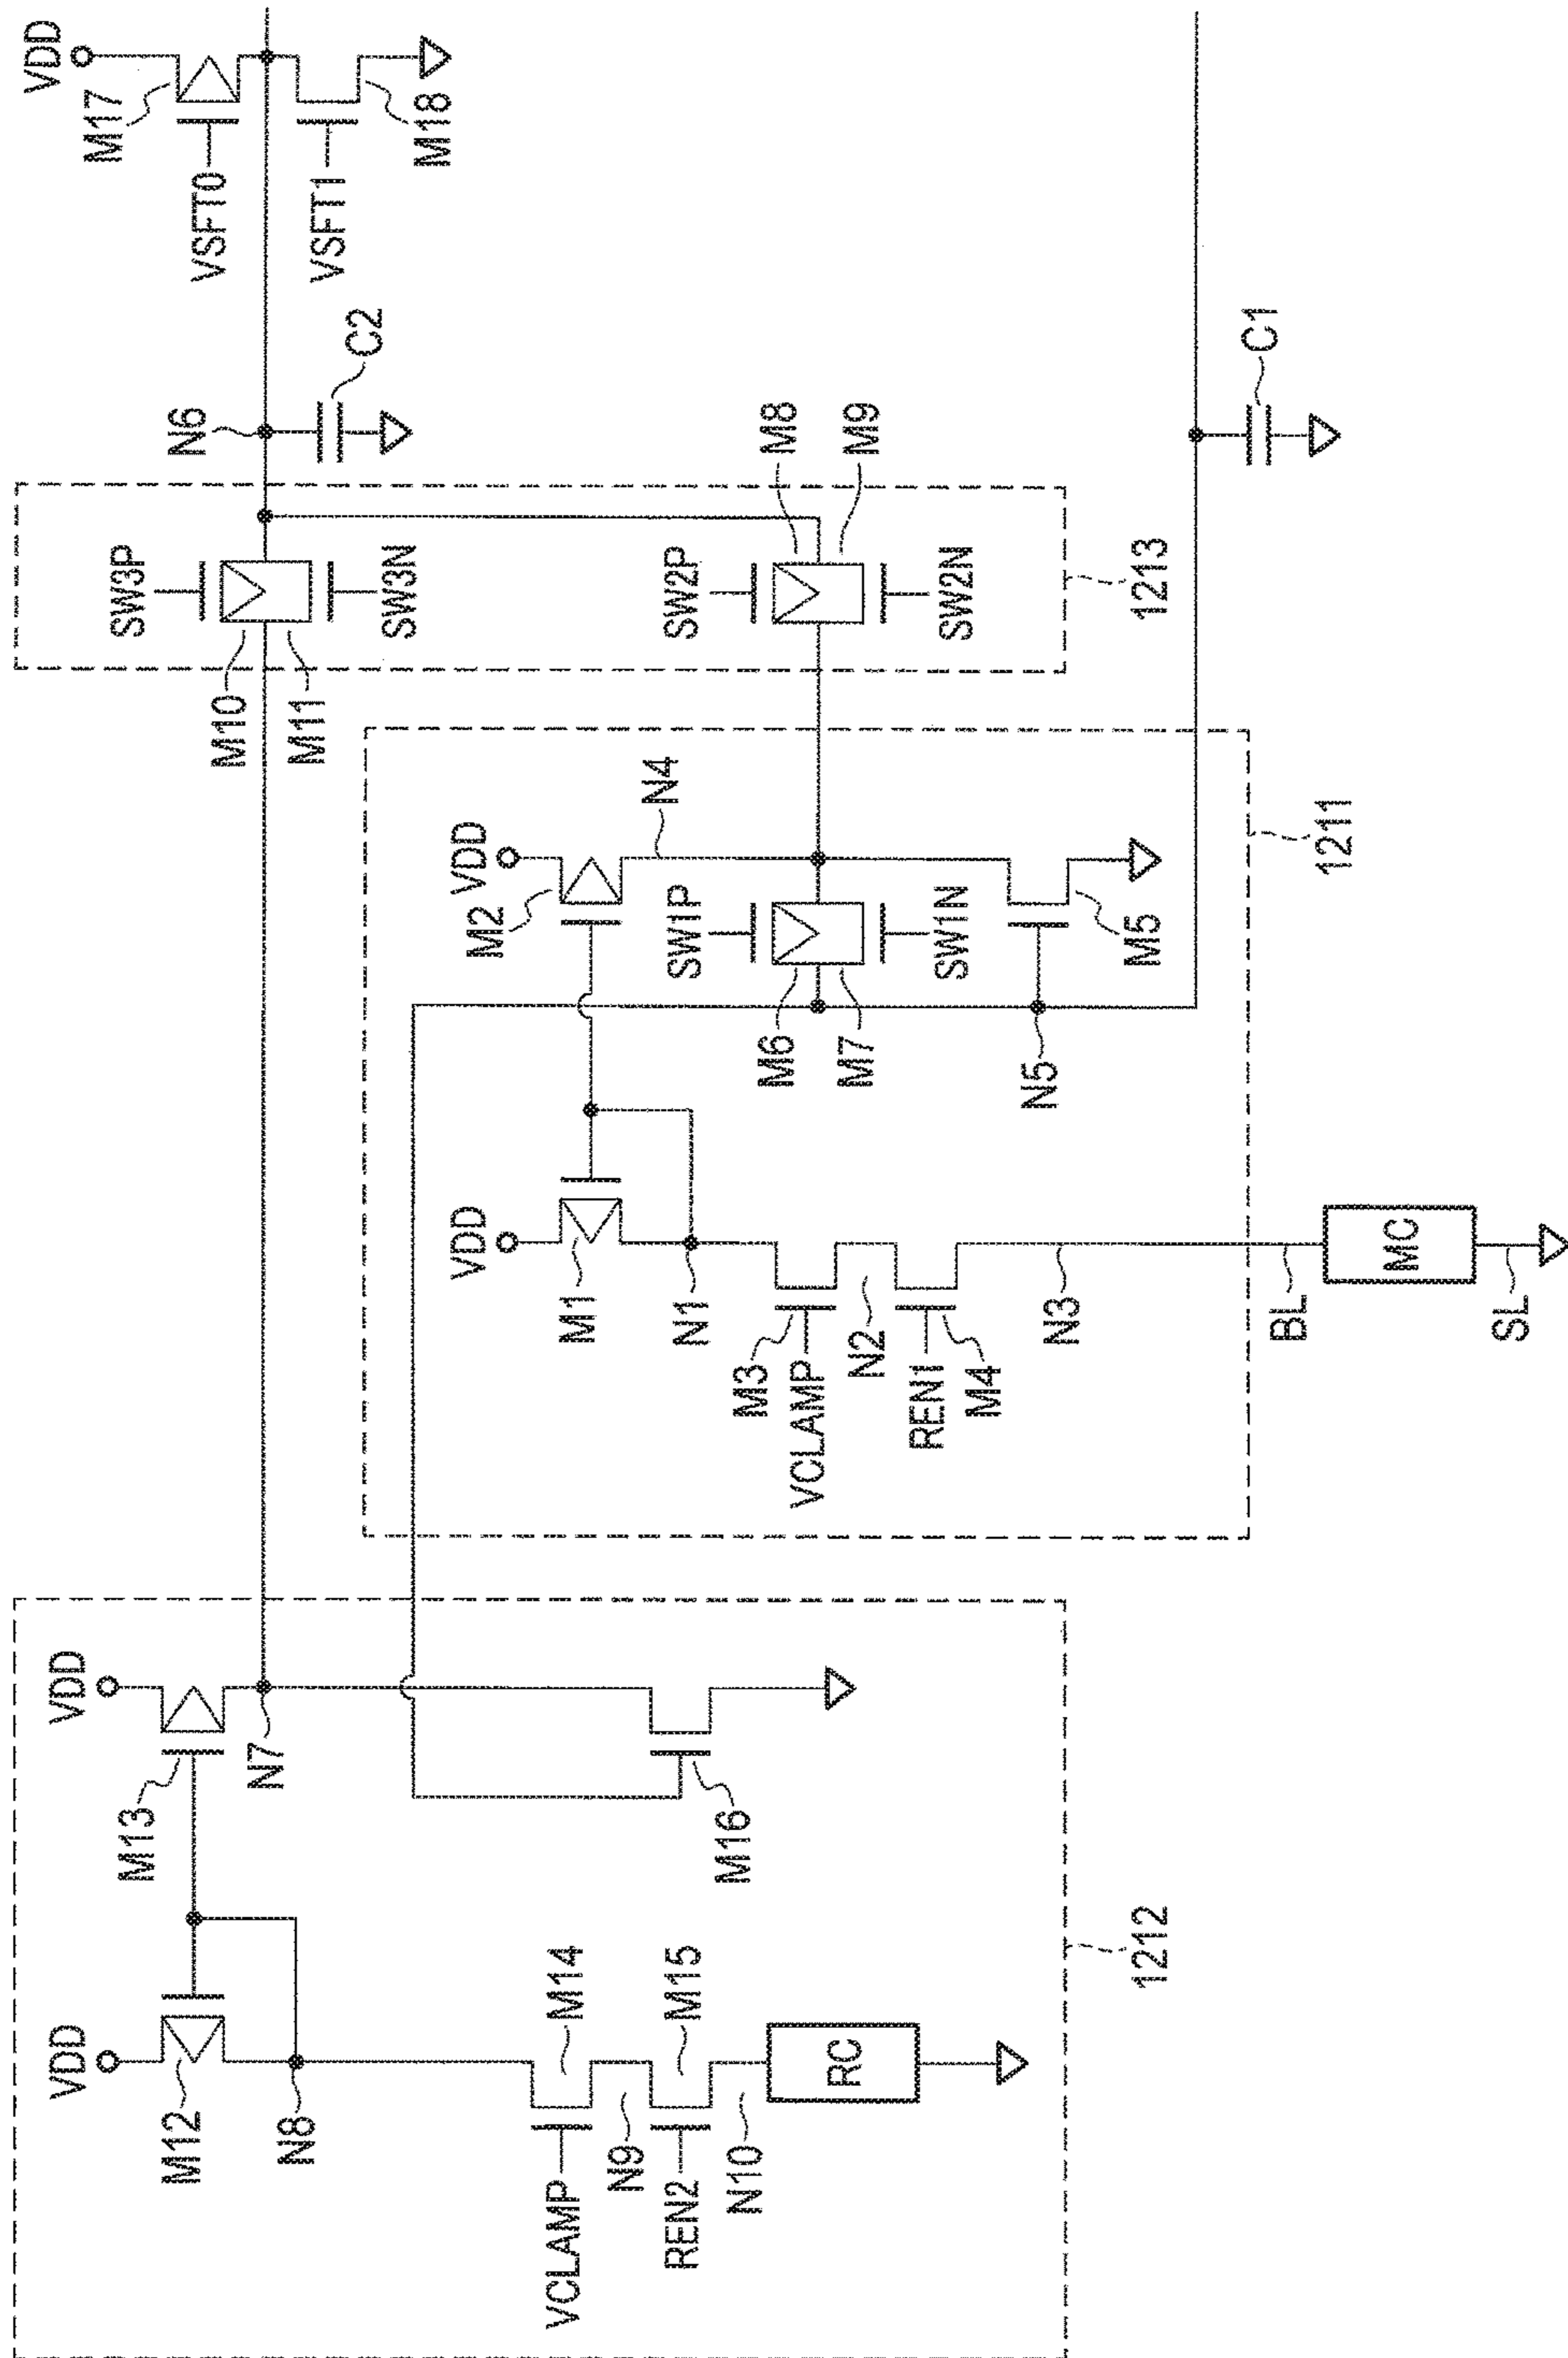 VDD
M17
VSFT0
VSFT1
M18
N6
C2
SW3P
SW3N
M10
M11
SW2P
SW2N
M8
M9
1213
C1
VDD
M2
N4
SW1P
SW1N
M6
M7
M5
N5
1211
VDD
M1
N1
M3
VCLAMP
N2
REN1
M4
N3
BL
MC
SL
VDD
M13
N7
M16
VDD
M12
N8
M14
VCLAMP
N9
M15
REN2
N10
RC
1212